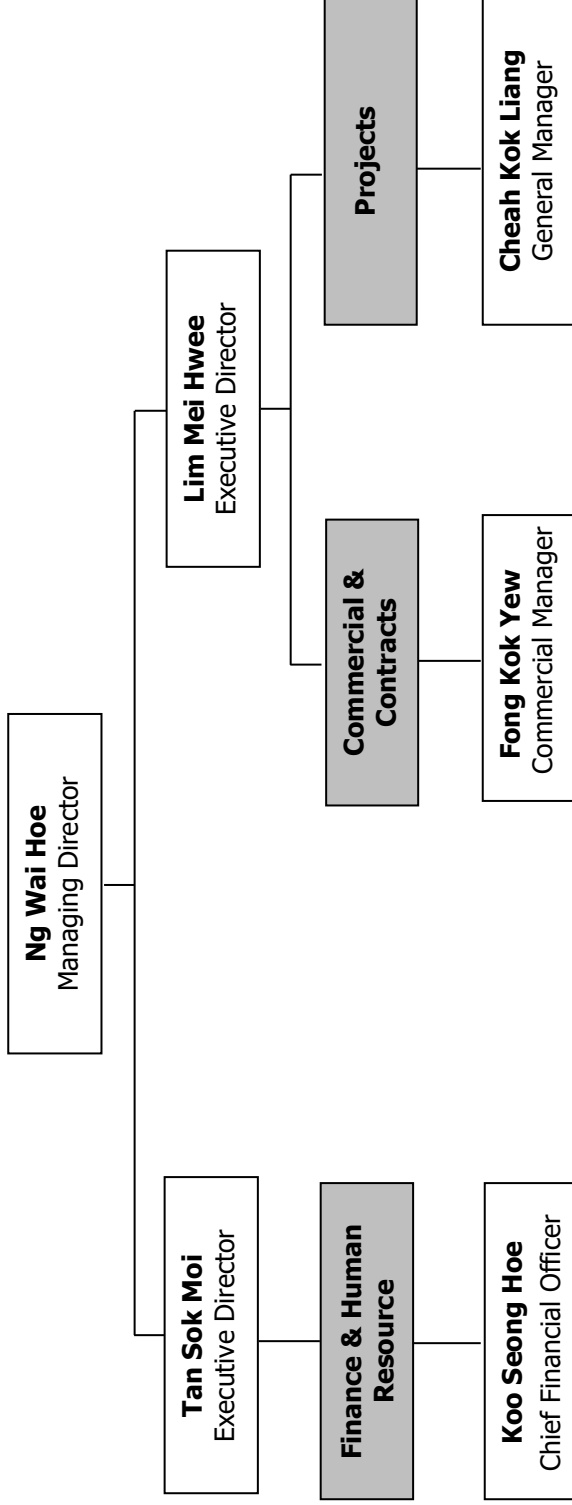 Ng Wai Hoe
Managing Director
Tan Sok Moi
Executive Director
Lim Mei Hwee
Executive Director
Finance & Human
Resource
Commercial &
Contracts
Projects
Koo Seong Hoe
Chief Financial Officer
Fong Kok Yew
Commercial Manager
Cheah Kok Liang
General Manager